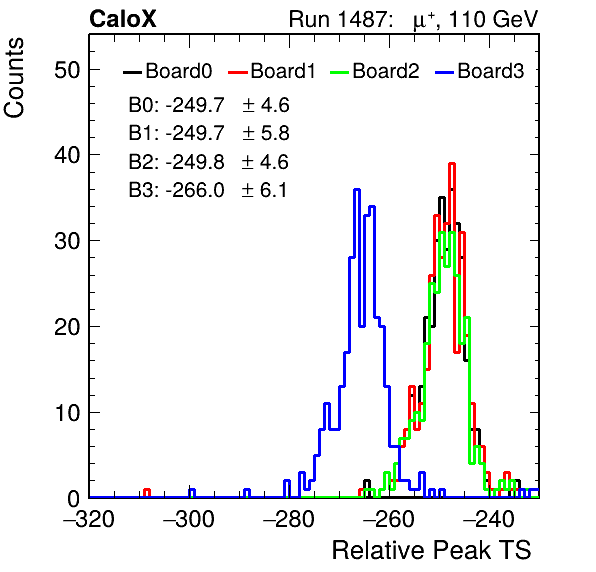 CaloX Run 1487: μ⁺, 110 GeV
Counts
50
40
30
20
10
0
Board0 Board1 Board2 Board3
B0: -249.7 ± 4.6
B1: -249.7 ± 5.8
B2: -249.8 ± 4.6
B3: -266.0 ± 6.1
−320 −300 −280 −260 −240
Relative Peak TS